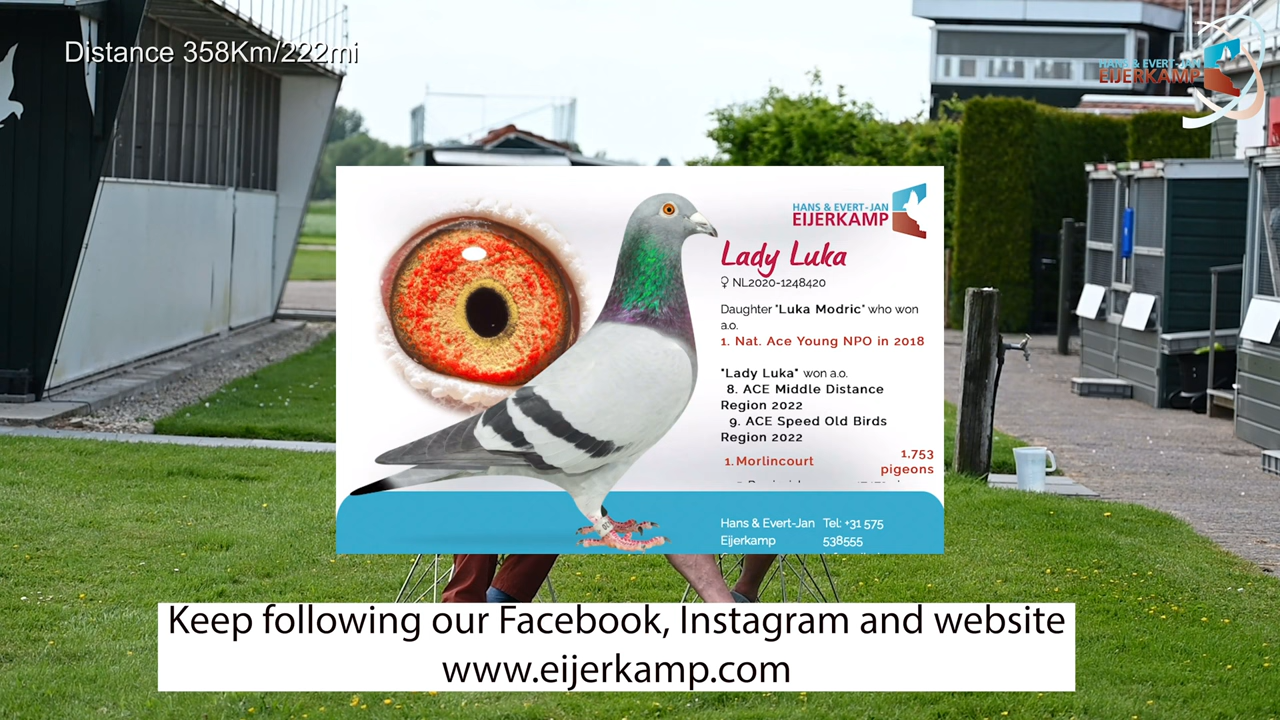 Distance 358Km/222mi
HANS & EVERT-JAN
EIJERKAMP
HANS & EVERT-JAN
EIJERKAMP
Lady Luka
♀ NL2020-1248420
Daughter "Luka Modric" who won
a.o.
1. Nat. Ace Young NPO in 2018
"Lady Luka" won a.o.
8. ACE Middle Distance
Region 2022
9. ACE Speed Old Birds
Region 2022
1. Morlincourt 1,753
pigeons
Hans & Evert-Jan Tel: +31 575
Eijerkamp 538555
Keep following our Facebook, Instagram and website
www.eijerkamp.com